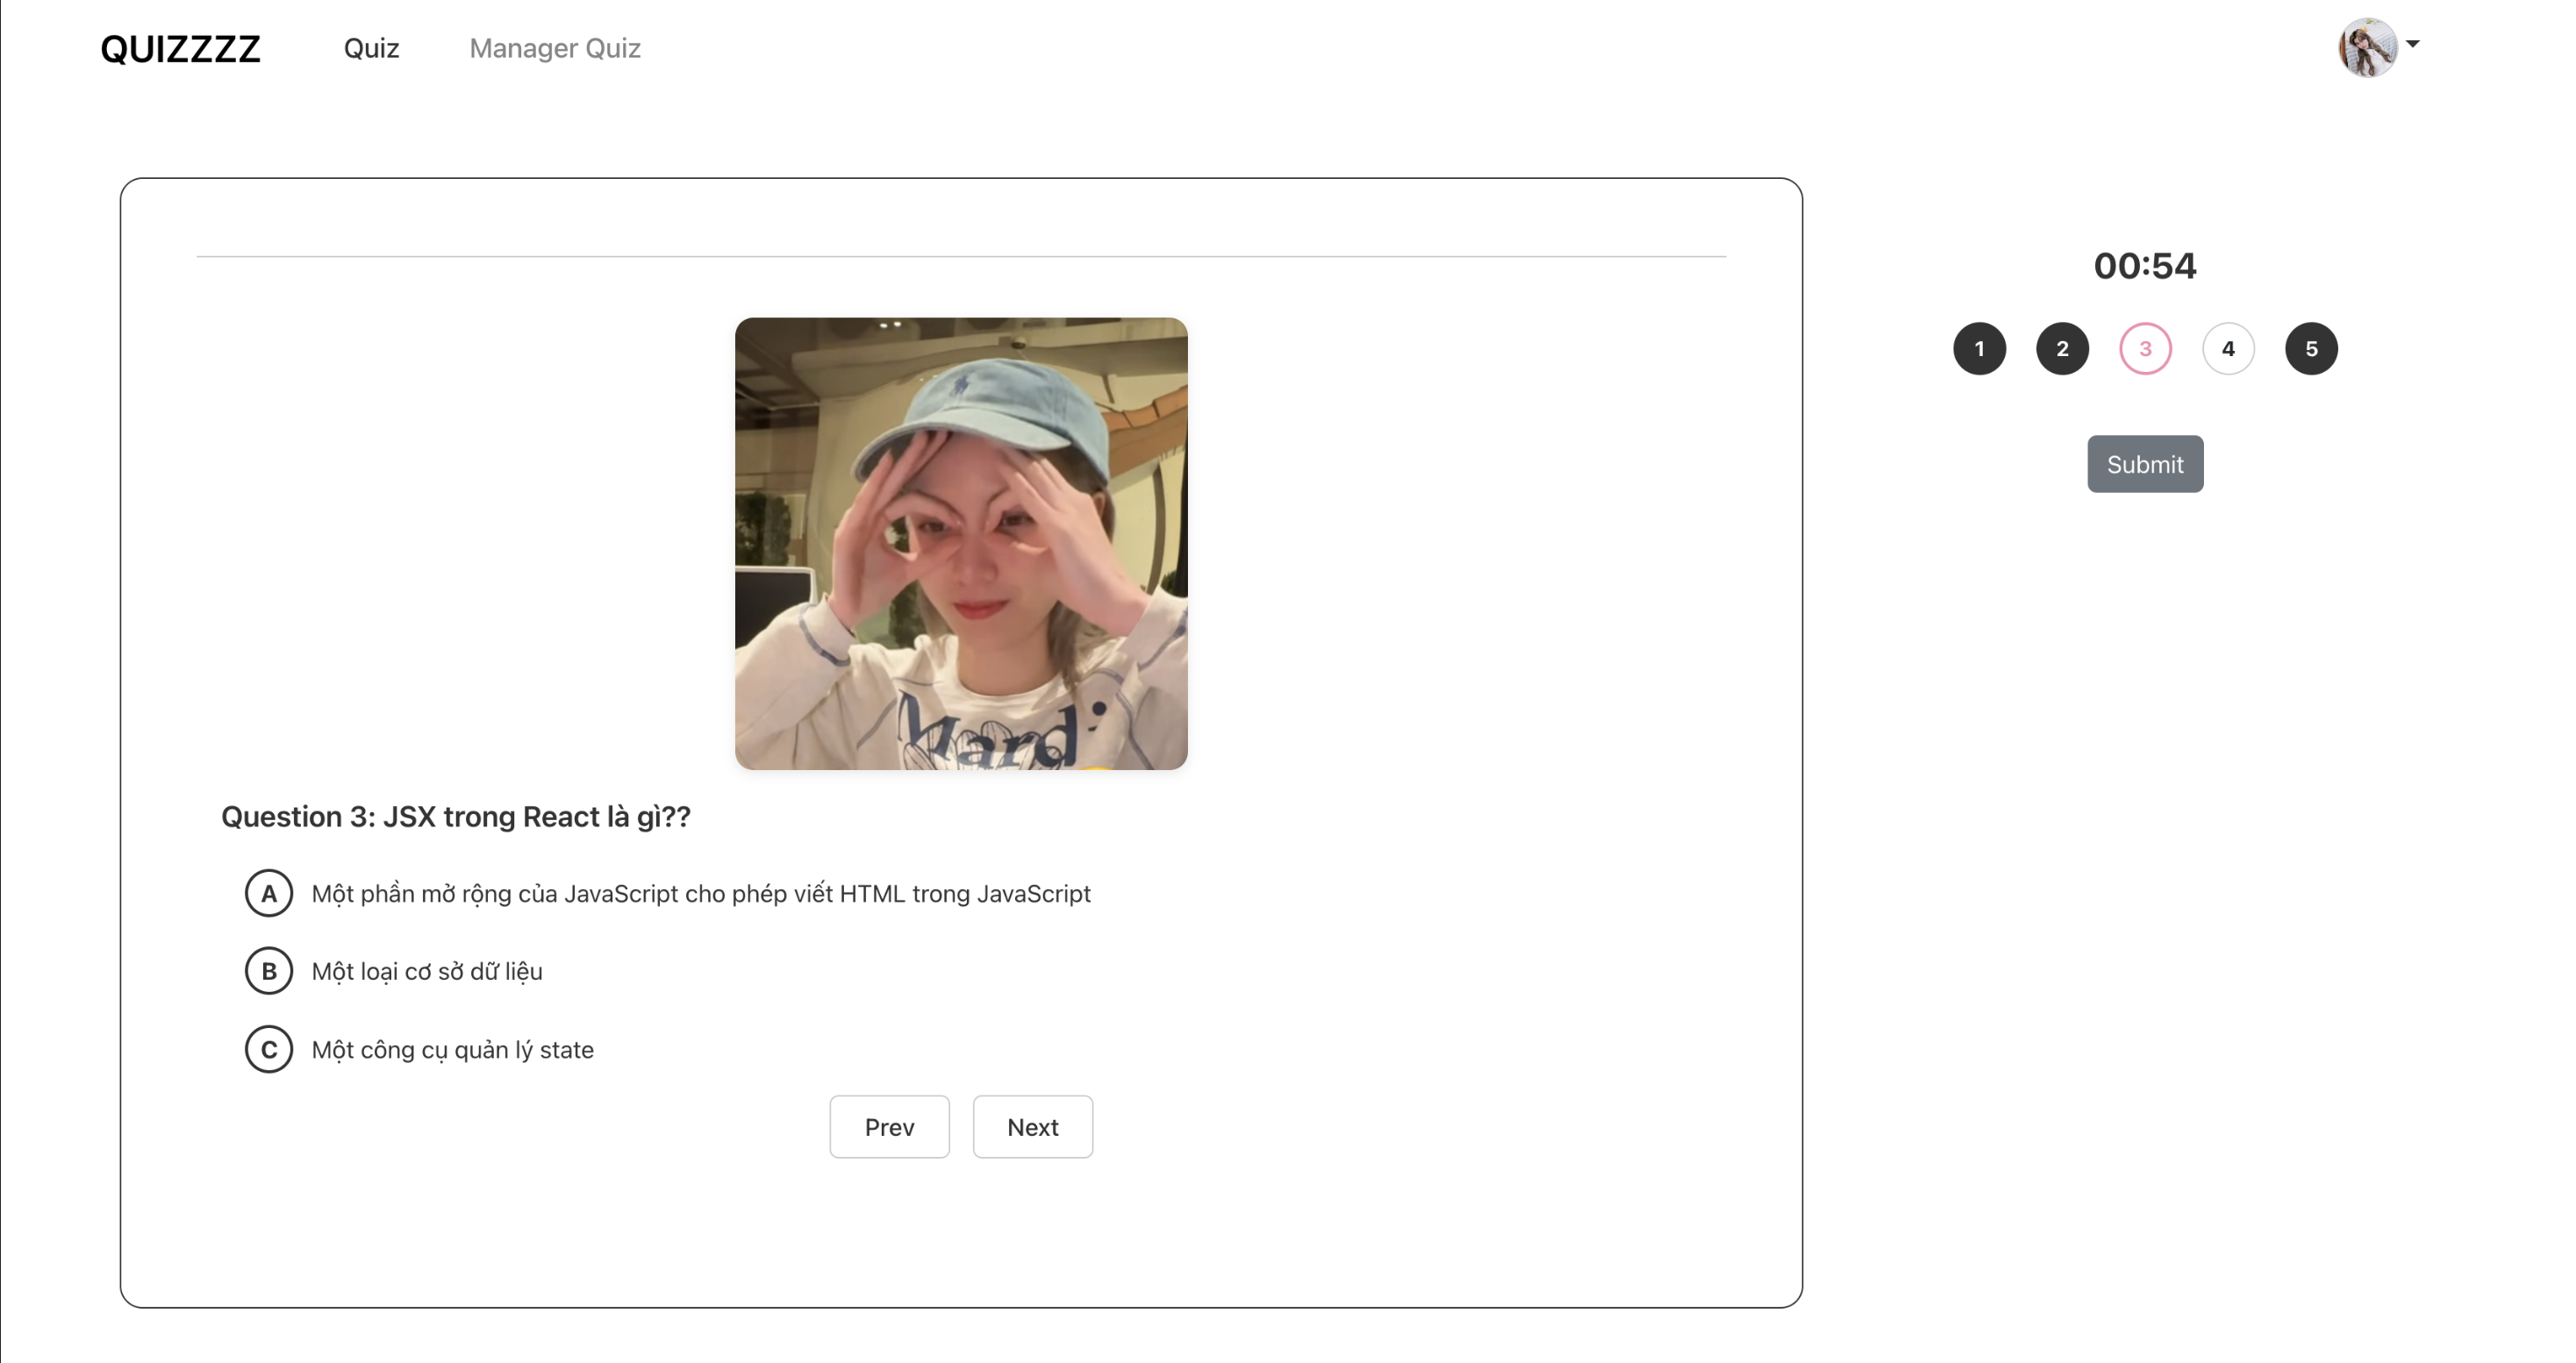 QUIZZZZ Quiz Manager Quiz
00:54
1 2 3 4 5
Submit
Mardi
Question 3: JSX trong React là gì??
A Một phần mở rộng của JavaScript cho phép viết HTML trong JavaScript
B Một loại cơ sở dữ liệu
C Một công cụ quản lý state
Prev Next